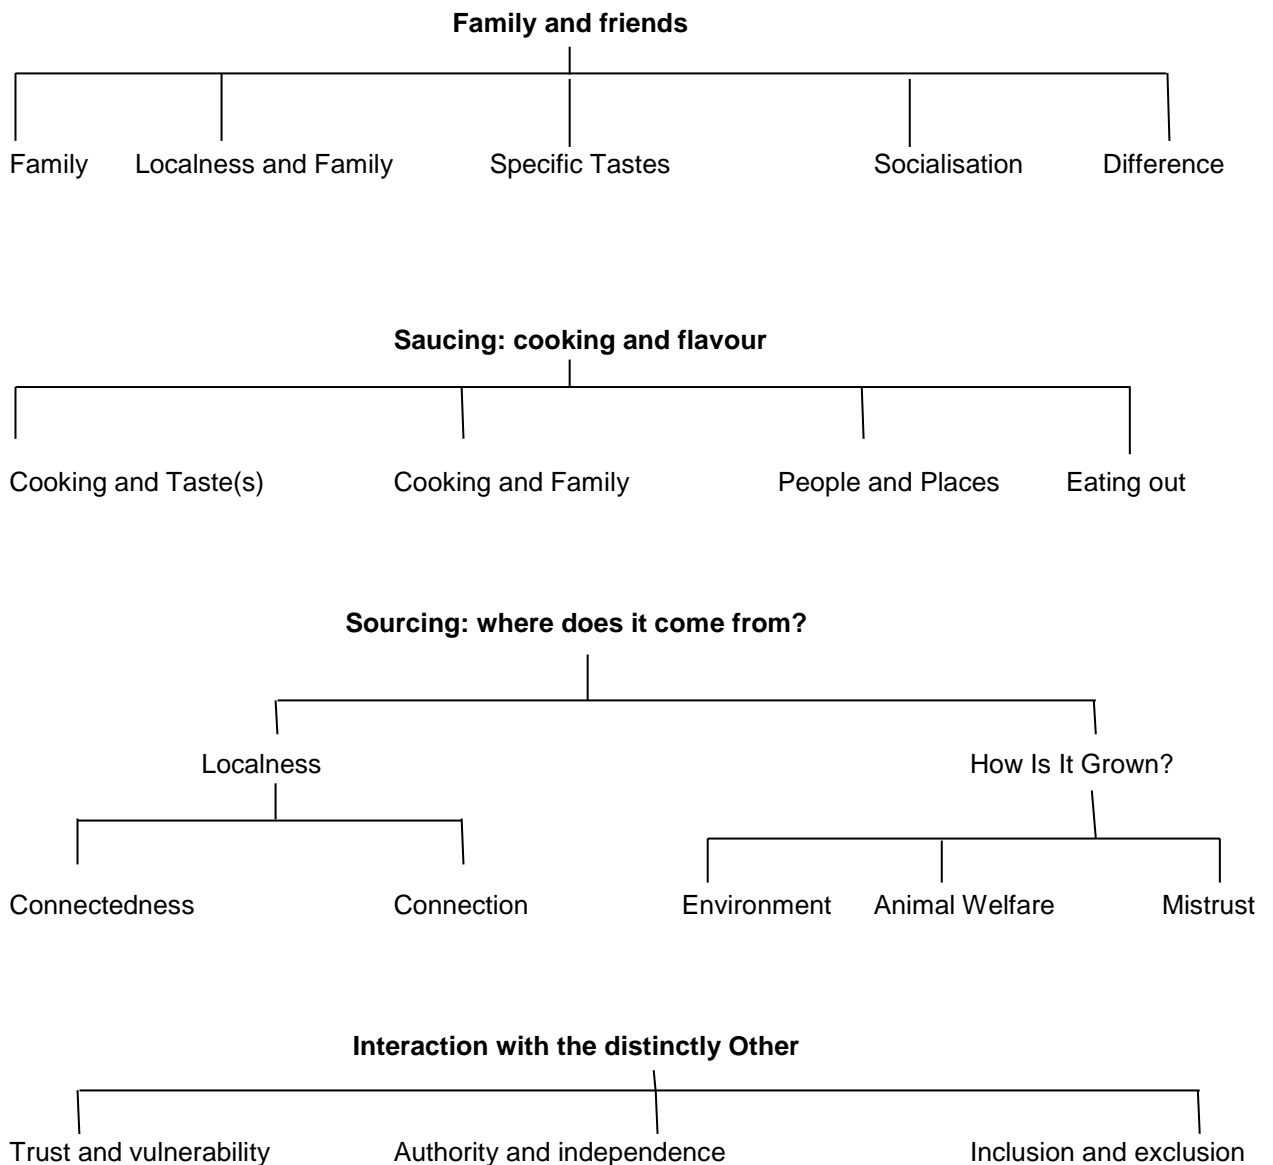 Family and friends
Family Localness and Family Specific Tastes Socialisation Difference
Saucing: cooking and flavour
Cooking and Taste(s) Cooking and Family People and Places Eating out
Sourcing: where does it come from?
Localness How Is It Grown?
Connectedness Connection Environment Animal Welfare Mistrust
Interaction with the distinctly Other
Trust and vulnerability Authority and independence Inclusion and exclusion